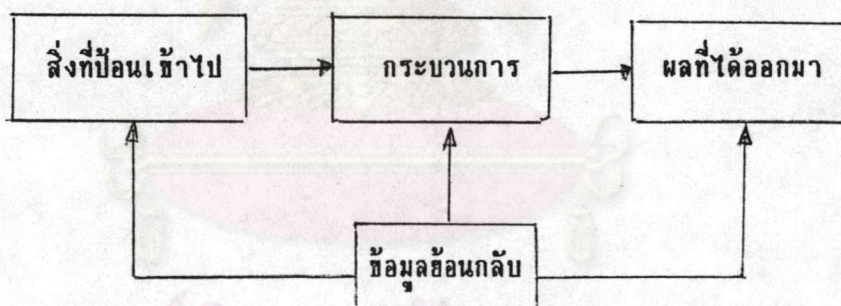 สิ่งที่ป้อนเข้าไป
กระบวนการ
ผลที่ได้ออกมา
ข้อมูลย้อนกลับ